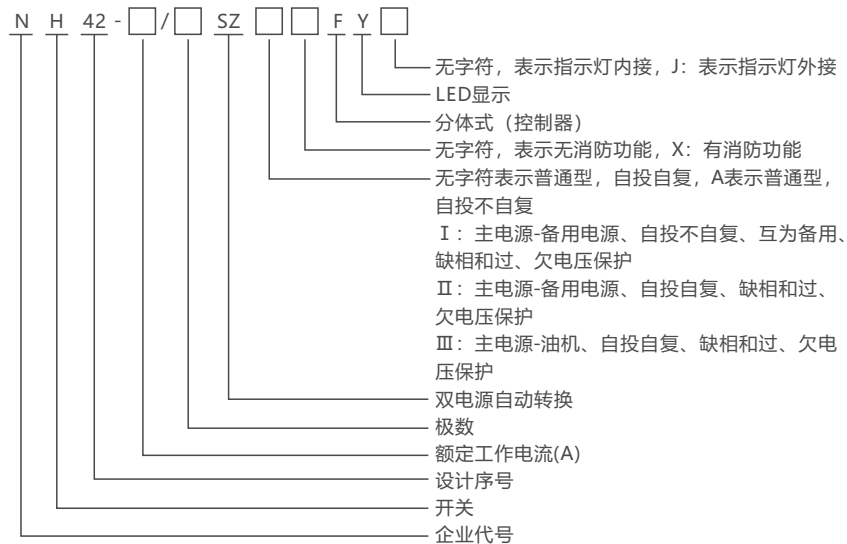 N H 42 - □ / □ SZ □ □ F Y □
无字符，表示指示灯内接，J：表示指示灯外接
LED显示
分体式（控制器）
无字符，表示无消防功能，X：有消防功能
无字符表示普通型，自投自复，A表示普通型，
自投不自复
Ⅰ：主电源-备用电源、自投不自复、互为备用、
缺相和过、欠电压保护
Ⅱ：主电源-备用电源、自投自复、缺相和过、
欠电压保护
Ⅲ：主电源-油机、自投自复、缺相和过、欠电
压保护
双电源自动转换
极数
额定工作电流(A)
设计序号
开关
企业代号